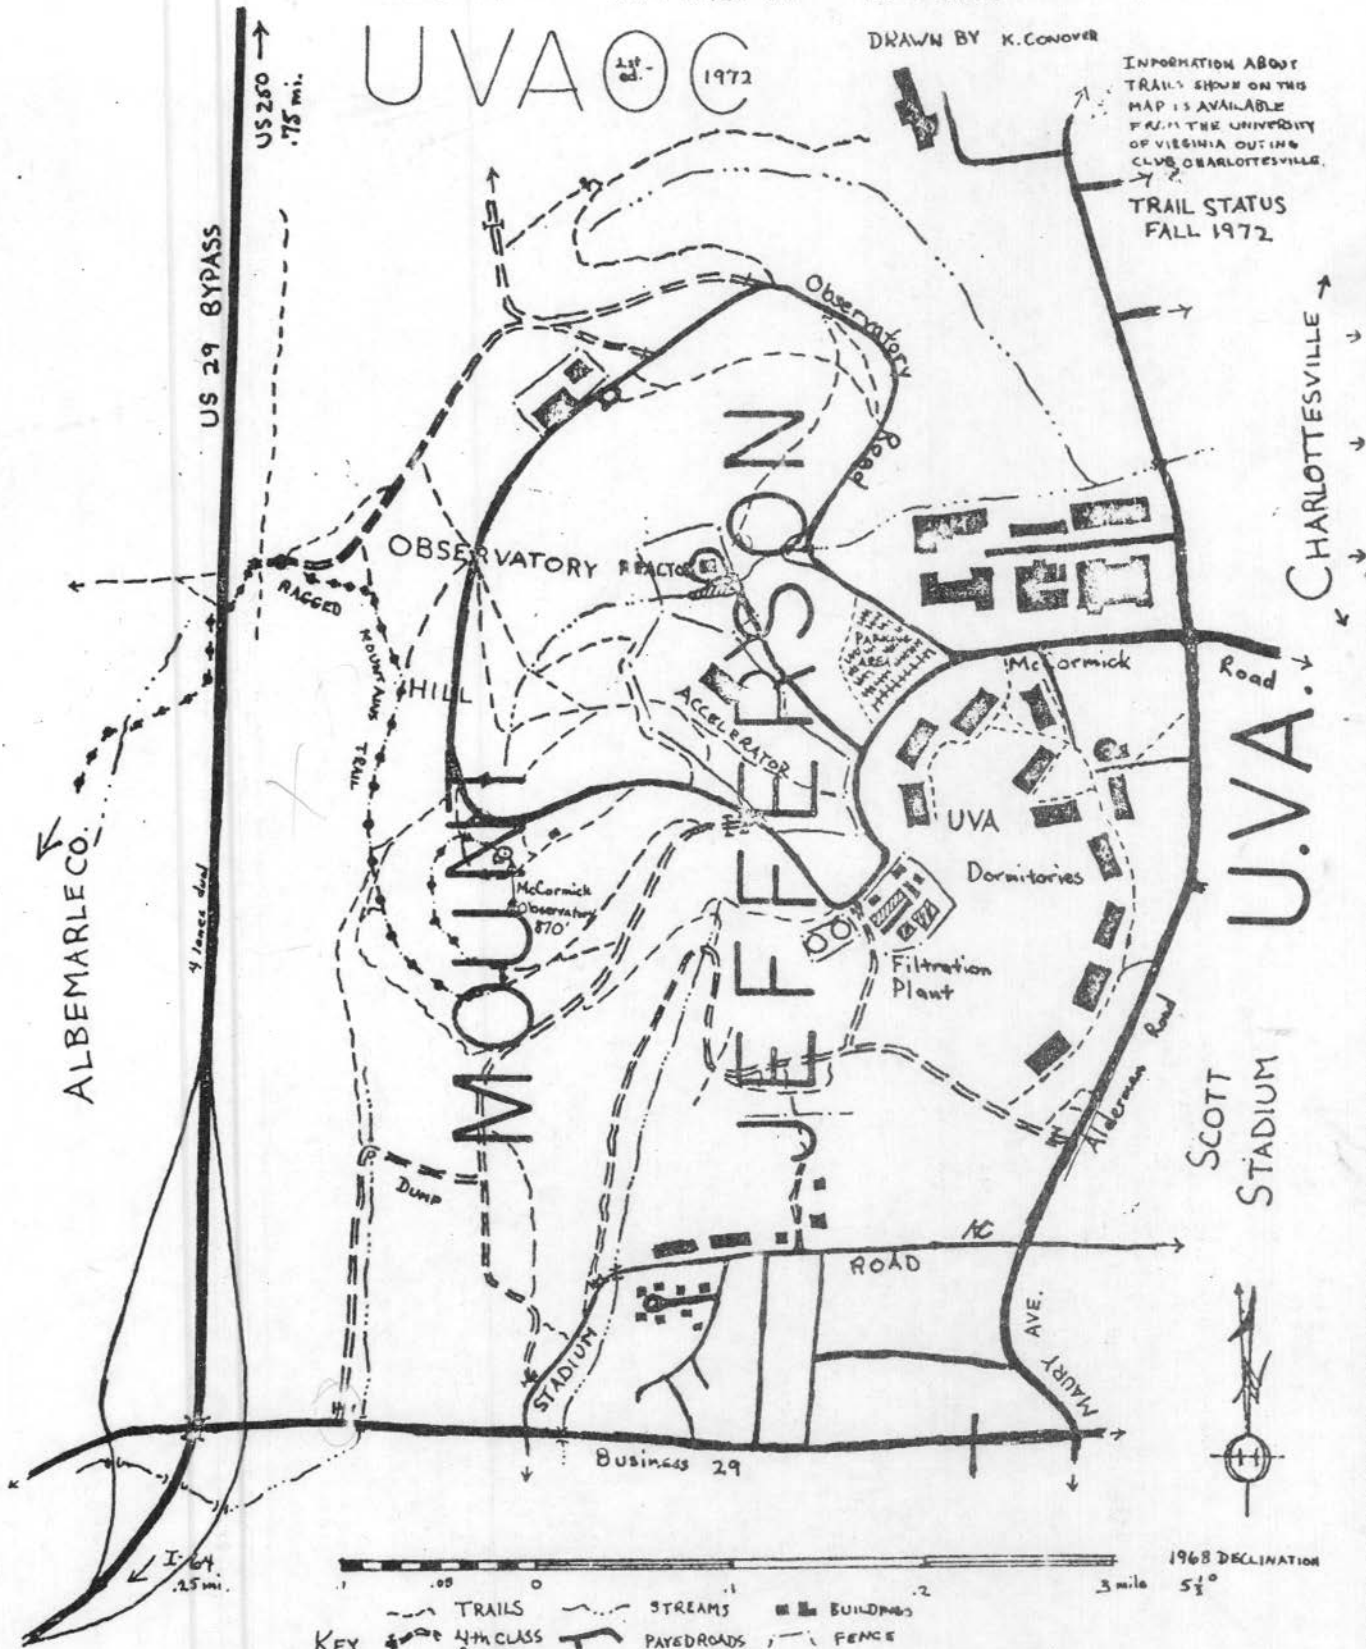 UVAOC
1st
ed.-
1972
DRAWN BY K. CONOVER
INFORMATION ABOUT
TRAILS SHOWN ON THIS
MAP IS AVAILABLE
FROM THE UNIVERSITY
OF VIRGINIA OUTING
CLUB CHARLOTTESVILLE.
TRAIL STATUS
FALL 1972
US 250
.75 mi.
US 29 BYPASS
4 lanes dual
ALBEMARLE CO.
CHARLOTTESVILLE
U.V.A.
SCOTT
STADIUM
MOUNT
JEFFERSON
Observatory
Road
OBSERVATORY
HILL
REACTOR
RAGGED
MOUNTAINS
TRAIL
ACCELERATOR
PARKING
AREA
McCormick
Road
UVA
Dormitories
McCormick
Observatory
870'
Filtration
Plant
Alderman Road
DUMP
STADIUM
ROAD
MAURY AVE.
Business 29
I-64
.25 mi.
.1 .05 0 .1 .2 .3 mile
1968 DECLINATION
5½°
KEY
TRAILS STREAMS BUILDINGS
4th CLASS PAVED ROADS FENCE